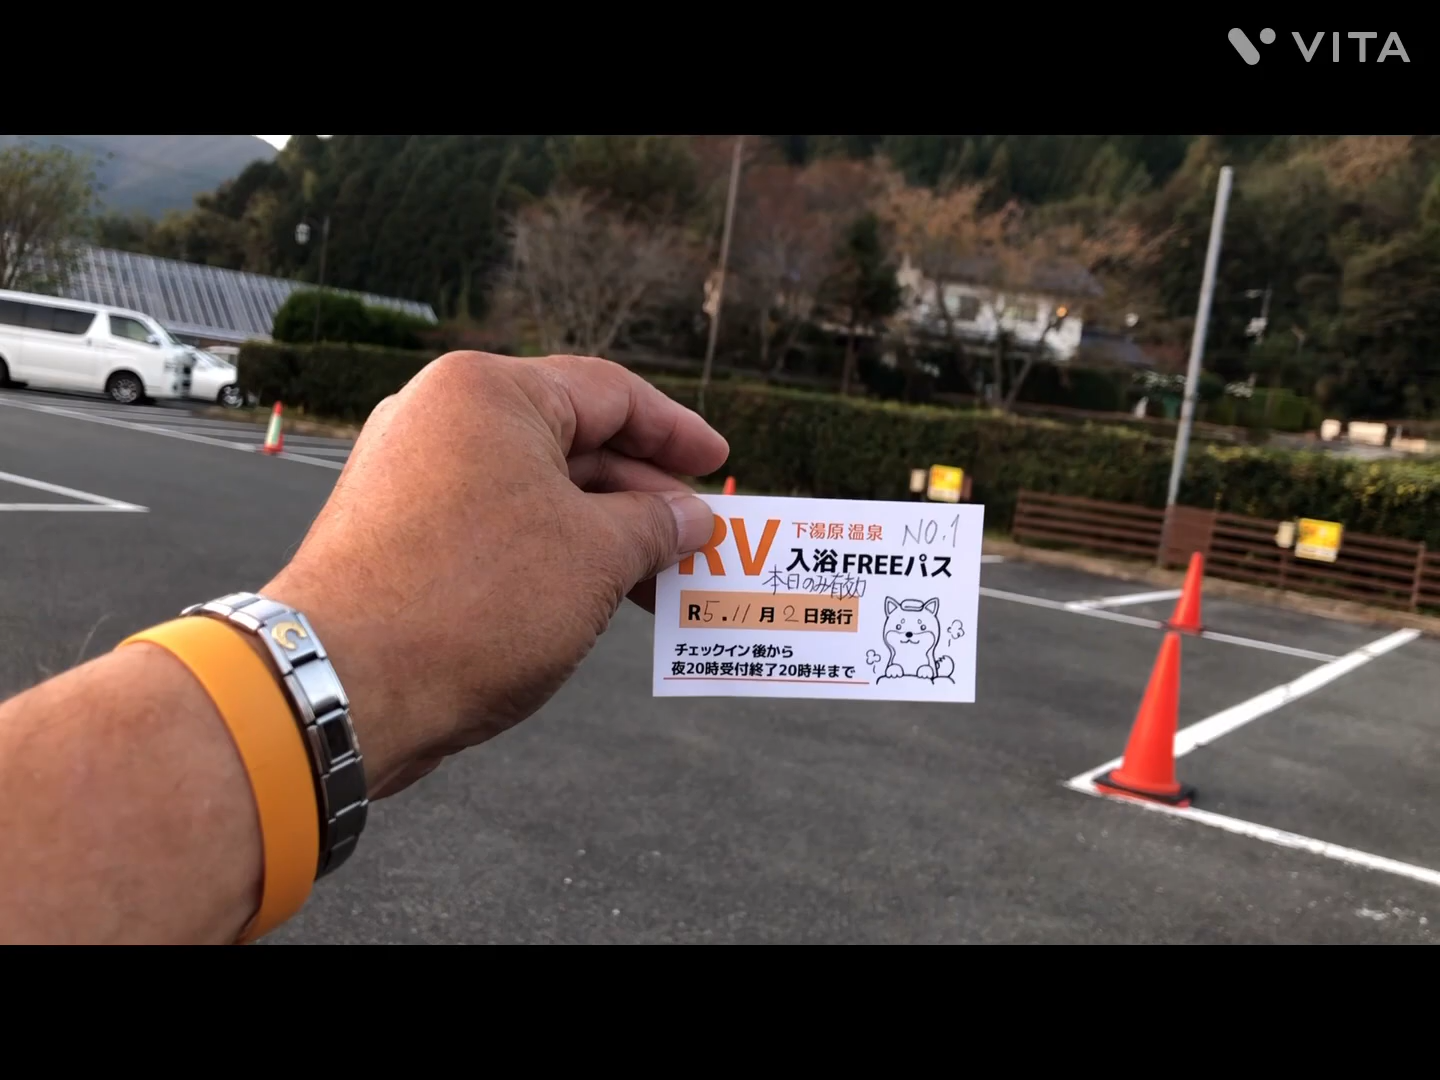 VITA
RV
下湯原温泉
NO.1
入浴FREEパス
本日のみ有効
R5.11月2日発行
チェックイン後から
夜20時受付終了20時半まで